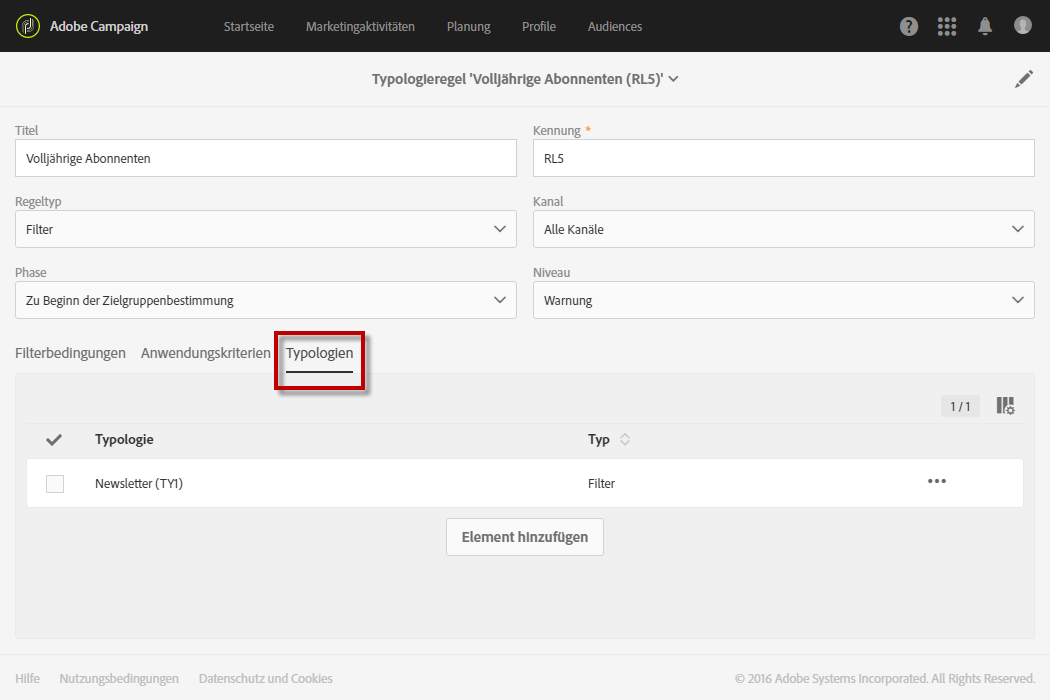 Adobe Campaign
Startseite Marketingaktivitäten Planung Profile Audiences
Typologieregel 'Volljährige Abonnenten (RL5)'
Titel Kennung *
Volljährige Abonnenten RL5
Regeltyp Kanal
Filter Alle Kanäle
Phase Niveau
Zu Beginn der Zielgruppenbestimmung Warnung
Filterbedingungen Anwendungskriterien Typologien
1 / 1
Typologie Typ
Newsletter (TY1) Filter
Element hinzufügen
Hilfe Nutzungsbedingungen Datenschutz und Cookies © 2016 Adobe Systems Incorporated. All Rights Reserved.